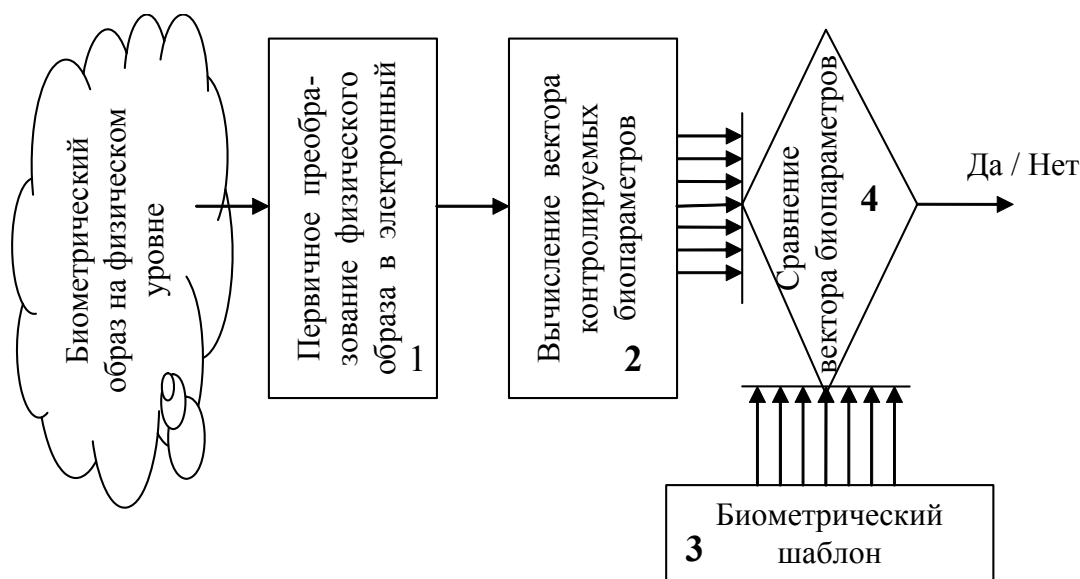 Биометрический
образ на физическом
уровне
Первичное преобра-
зование физического
образа в электронный
1
Вычисление вектора
контролируемых
биопараметров
2
Сравнение
вектора биопараметров
4
Да / Нет
Биометрический
шаблон
3